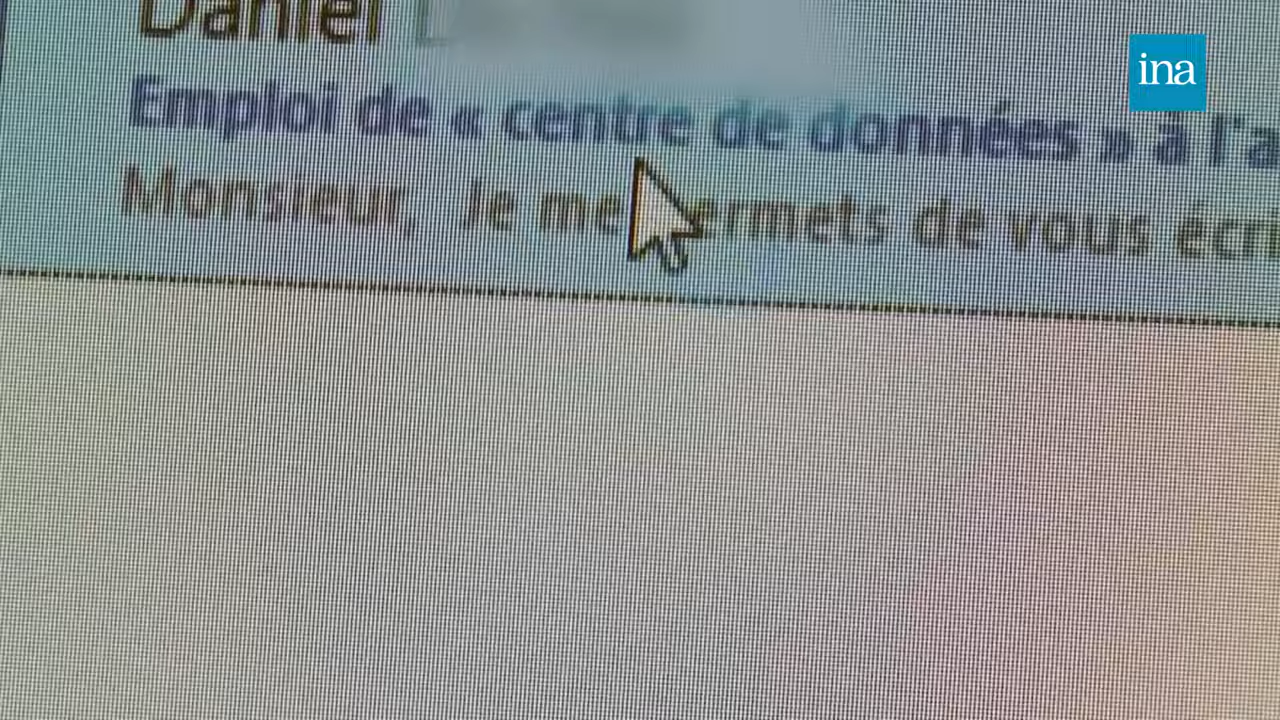 Daniel
ina
Emploi de « centre de données » à l'a
Monsieur, Je me permets de vous écri